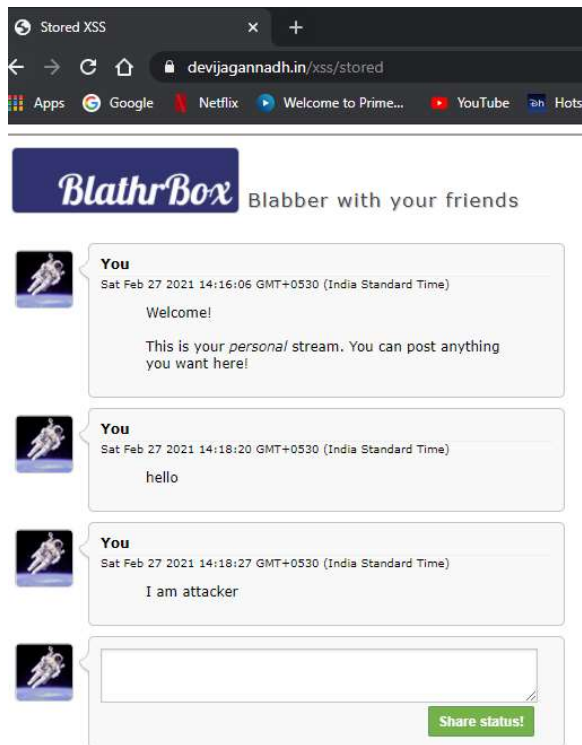 Stored XSS
devijagannadh.in/xss/stored
Apps Google Netflix Welcome to Prime... YouTube Hots
BlathrBox Blabber with your friends
You
Sat Feb 27 2021 14:16:06 GMT+0530 (India Standard Time)
Welcome!
This is your personal stream. You can post anything
you want here!
You
Sat Feb 27 2021 14:18:20 GMT+0530 (India Standard Time)
hello
You
Sat Feb 27 2021 14:18:27 GMT+0530 (India Standard Time)
I am attacker
Share status!